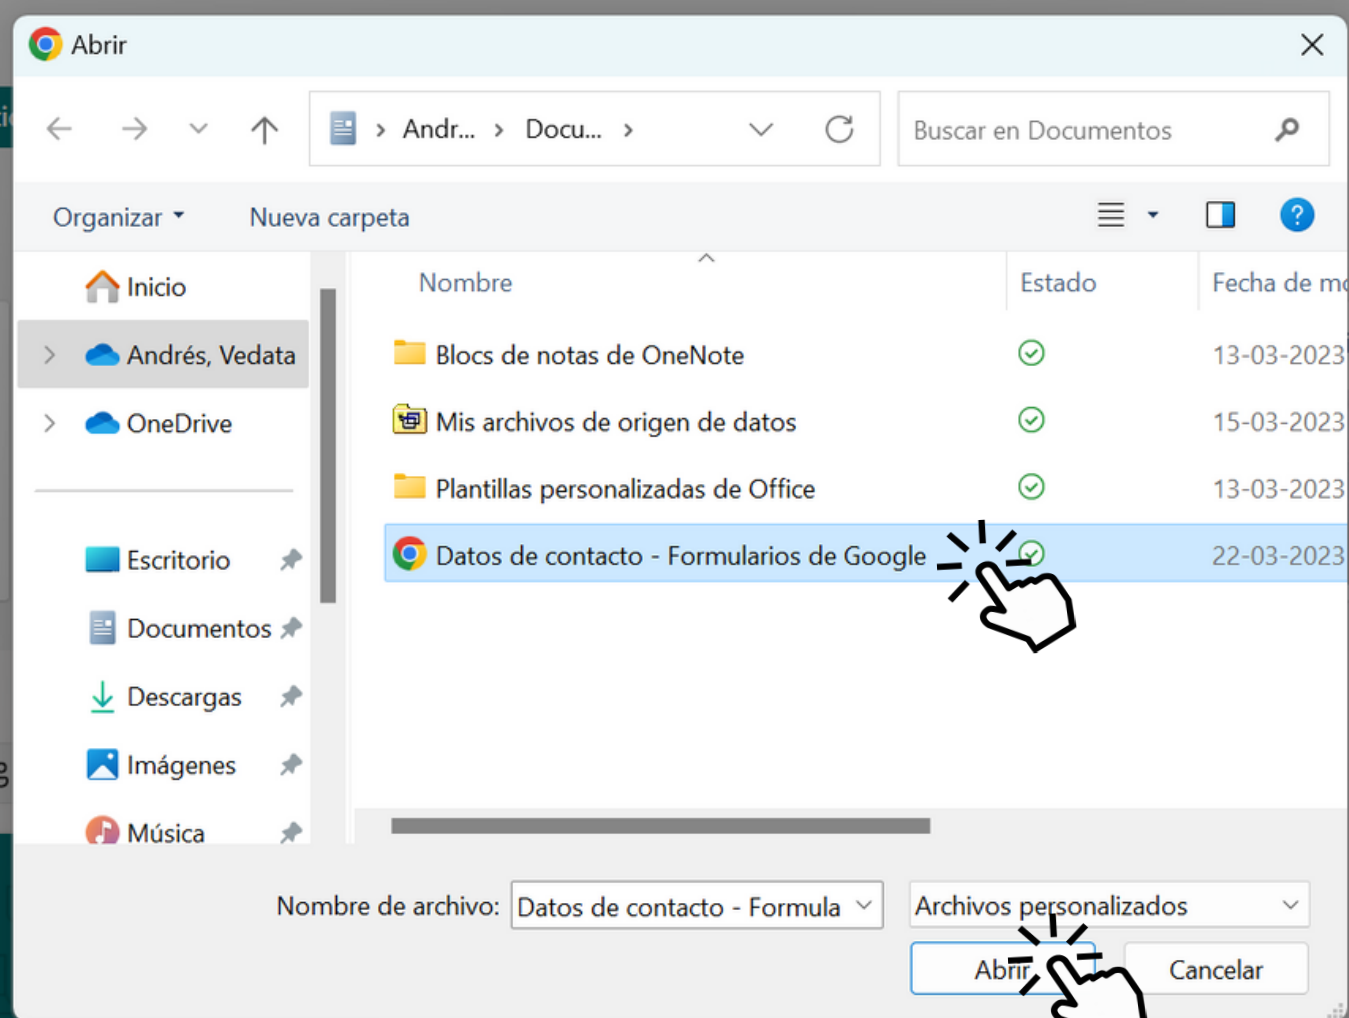 Abrir
Andr... Docu...
Buscar en Documentos
Organizar
Nueva carpeta
Inicio
Andrés, Vedata
OneDrive
Escritorio
Documentos
Descargas
Imágenes
Música
Nombre Estado Fecha de mo
Blocs de notas de OneNote 13-03-2023
Mis archivos de origen de datos 15-03-2023
Plantillas personalizadas de Office 13-03-2023
Datos de contacto - Formularios de Google 22-03-2023
Nombre de archivo: Datos de contacto - Formula
Archivos personalizados
Abrir Cancelar